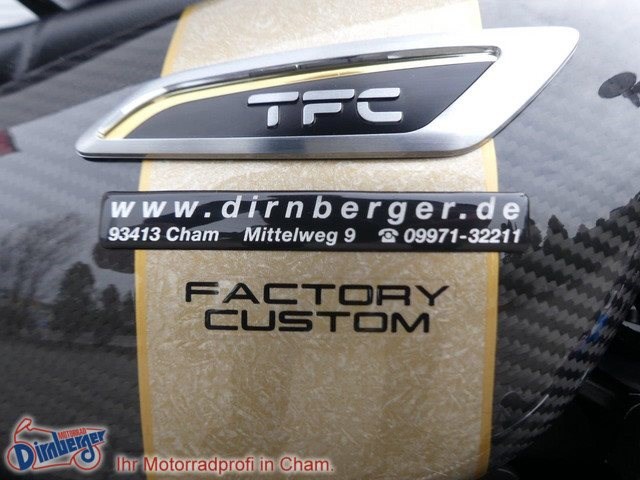 TFC
www.dirnberger.de
93413 Cham Mittelweg 9 ☎ 09971-32211
FACTORY
CUSTOM
MOTORRAD
Dirnberger
Ihr Motorradprofi in Cham.